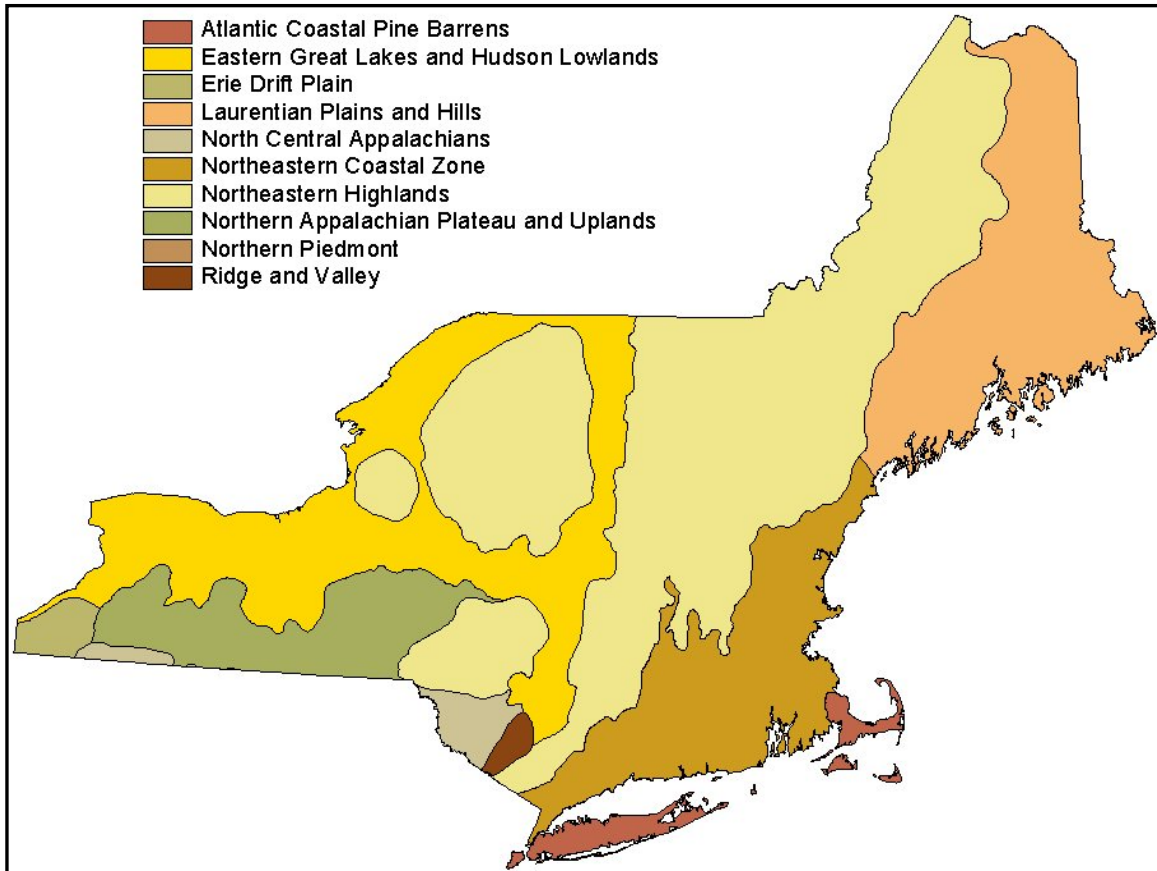 Atlantic Coastal Pine Barrens
Eastern Great Lakes and Hudson Lowlands
Erie Drift Plain
Laurentian Plains and Hills
North Central Appalachians
Northeastern Coastal Zone
Northeastern Highlands
Northern Appalachian Plateau and Uplands
Northern Piedmont
Ridge and Valley